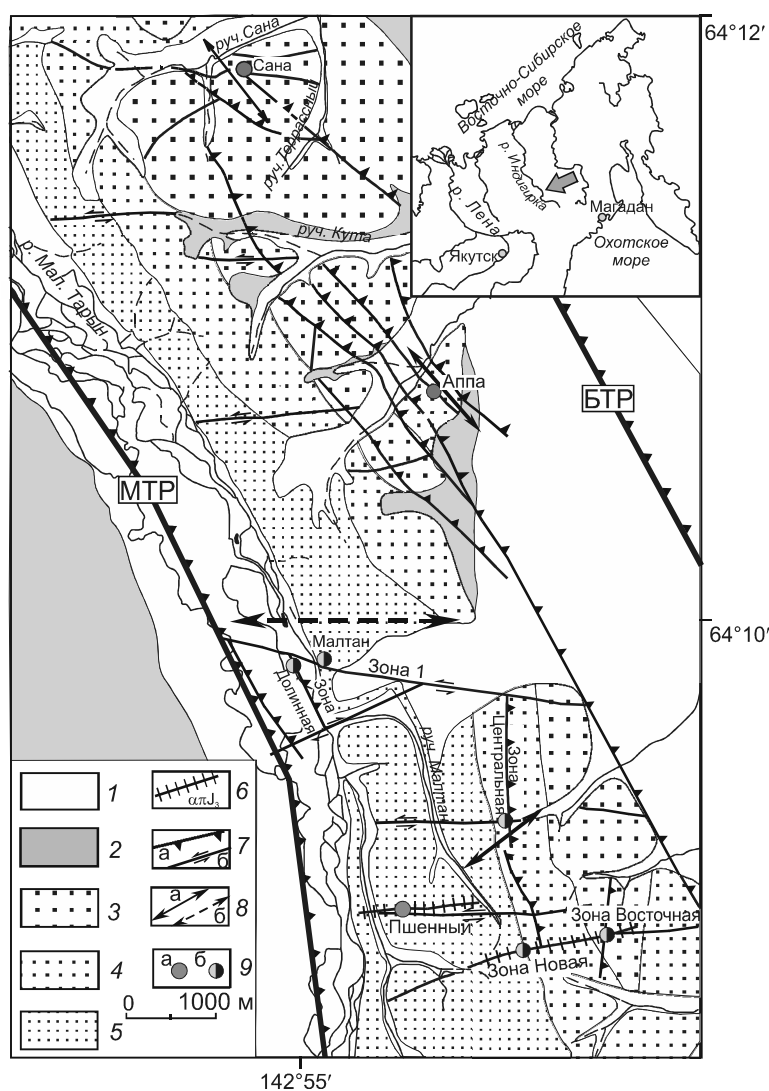 64°12′
руч. Сана
Сана
руч. Террассный
руч. Кула
р. Мал. Тарын
Восточно-Сибирское
море
р. Индигирка
р. Лена
Магадан
Якутск
Охотское
море
Аппа
БТР
МТР
64°10′
Малтан
Зона 1
Зона
Долинная
руч. Малтан
Зона
Центральная
Зона Восточная
Пшенный
Зона Новая
1
2
3
4
5
απJ₃
6
а
б
7
а
б
8
а
б
9
0
1000 м
142°55′